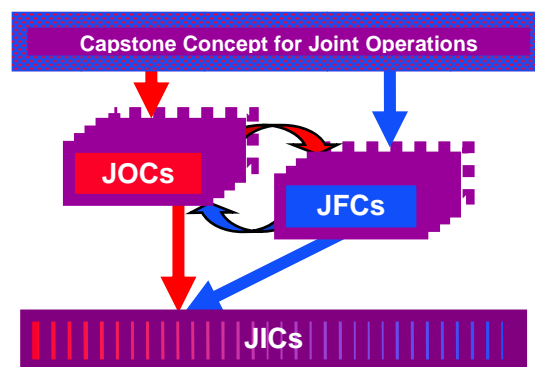 Capstone Concept for Joint Operations
JOCs
JFCs
JICs